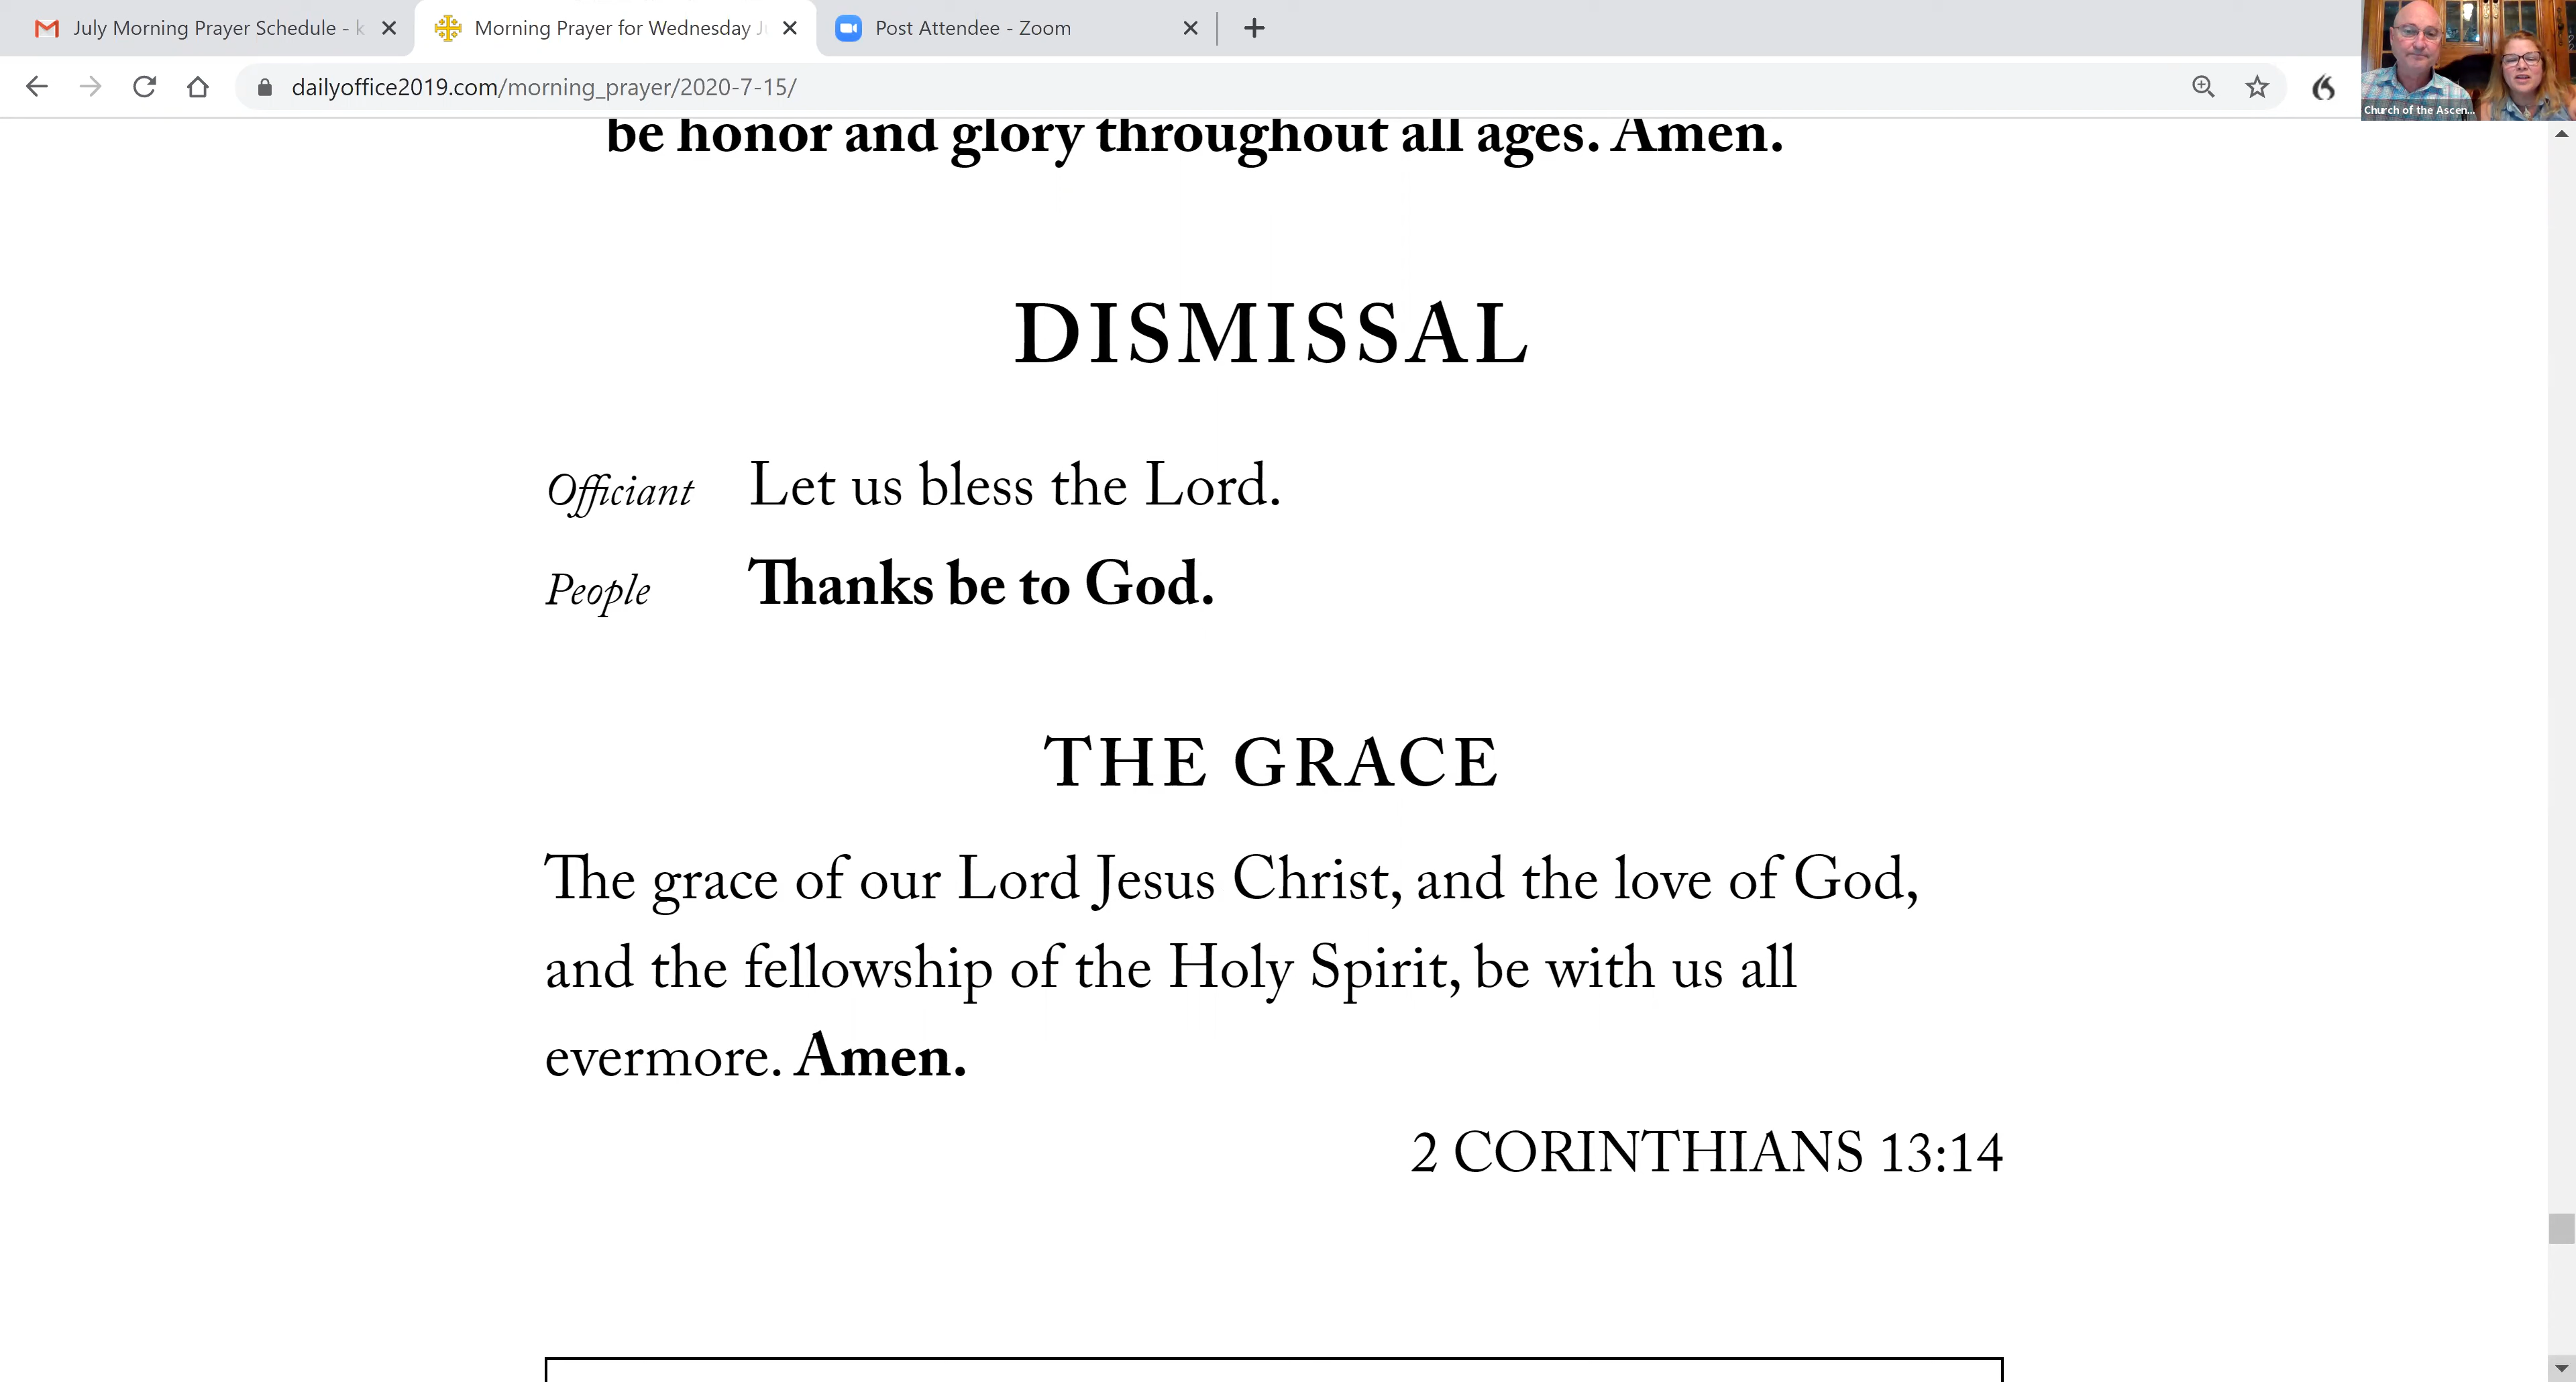 July Morning Prayer Schedule - k
Morning Prayer for Wednesday Ju
Post Attendee - Zoom
dailyoffice2019.com/morning_prayer/2020-7-15/
Church of the Ascen...
be honor and glory throughout all ages. Amen.
DISMISSAL
Officiant Let us bless the Lord.
People Thanks be to God.
THE GRACE
The grace of our Lord Jesus Christ, and the love of God,
and the fellowship of the Holy Spirit, be with us all
evermore. Amen.
2 CORINTHIANS 13:14